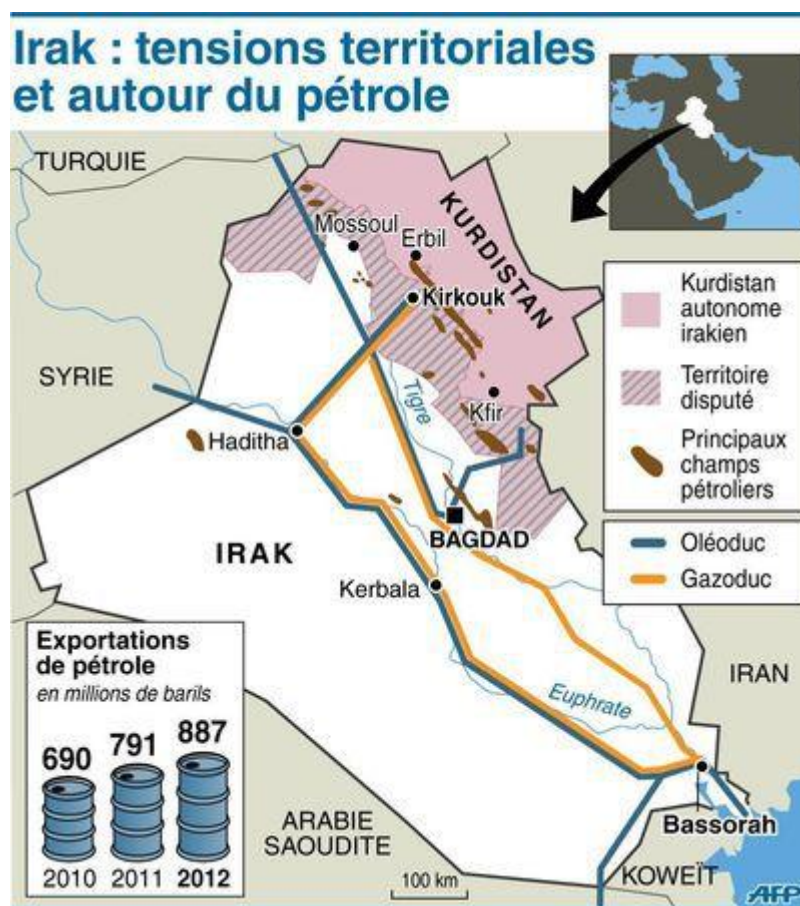 Irak : tensions territoriales
et autour du pétrole
TURQUIE
Mossoul
Erbil
KURDISTAN
Kirkouk
SYRIE
Tigre
Kfir
Haditha
BAGDAD
IRAK
Kerbala
Euphrate
IRAN
Bassorah
ARABIE
SAOUDITE
KOWEÏT
100 km
Kurdistan
autonome
irakien
Territoire
disputé
Principaux
champs
pétroliers
Oléoduc
Gazoduc
Exportations
de pétrole
en millions de barils
690
791
887
2010
2011
2012
AFP